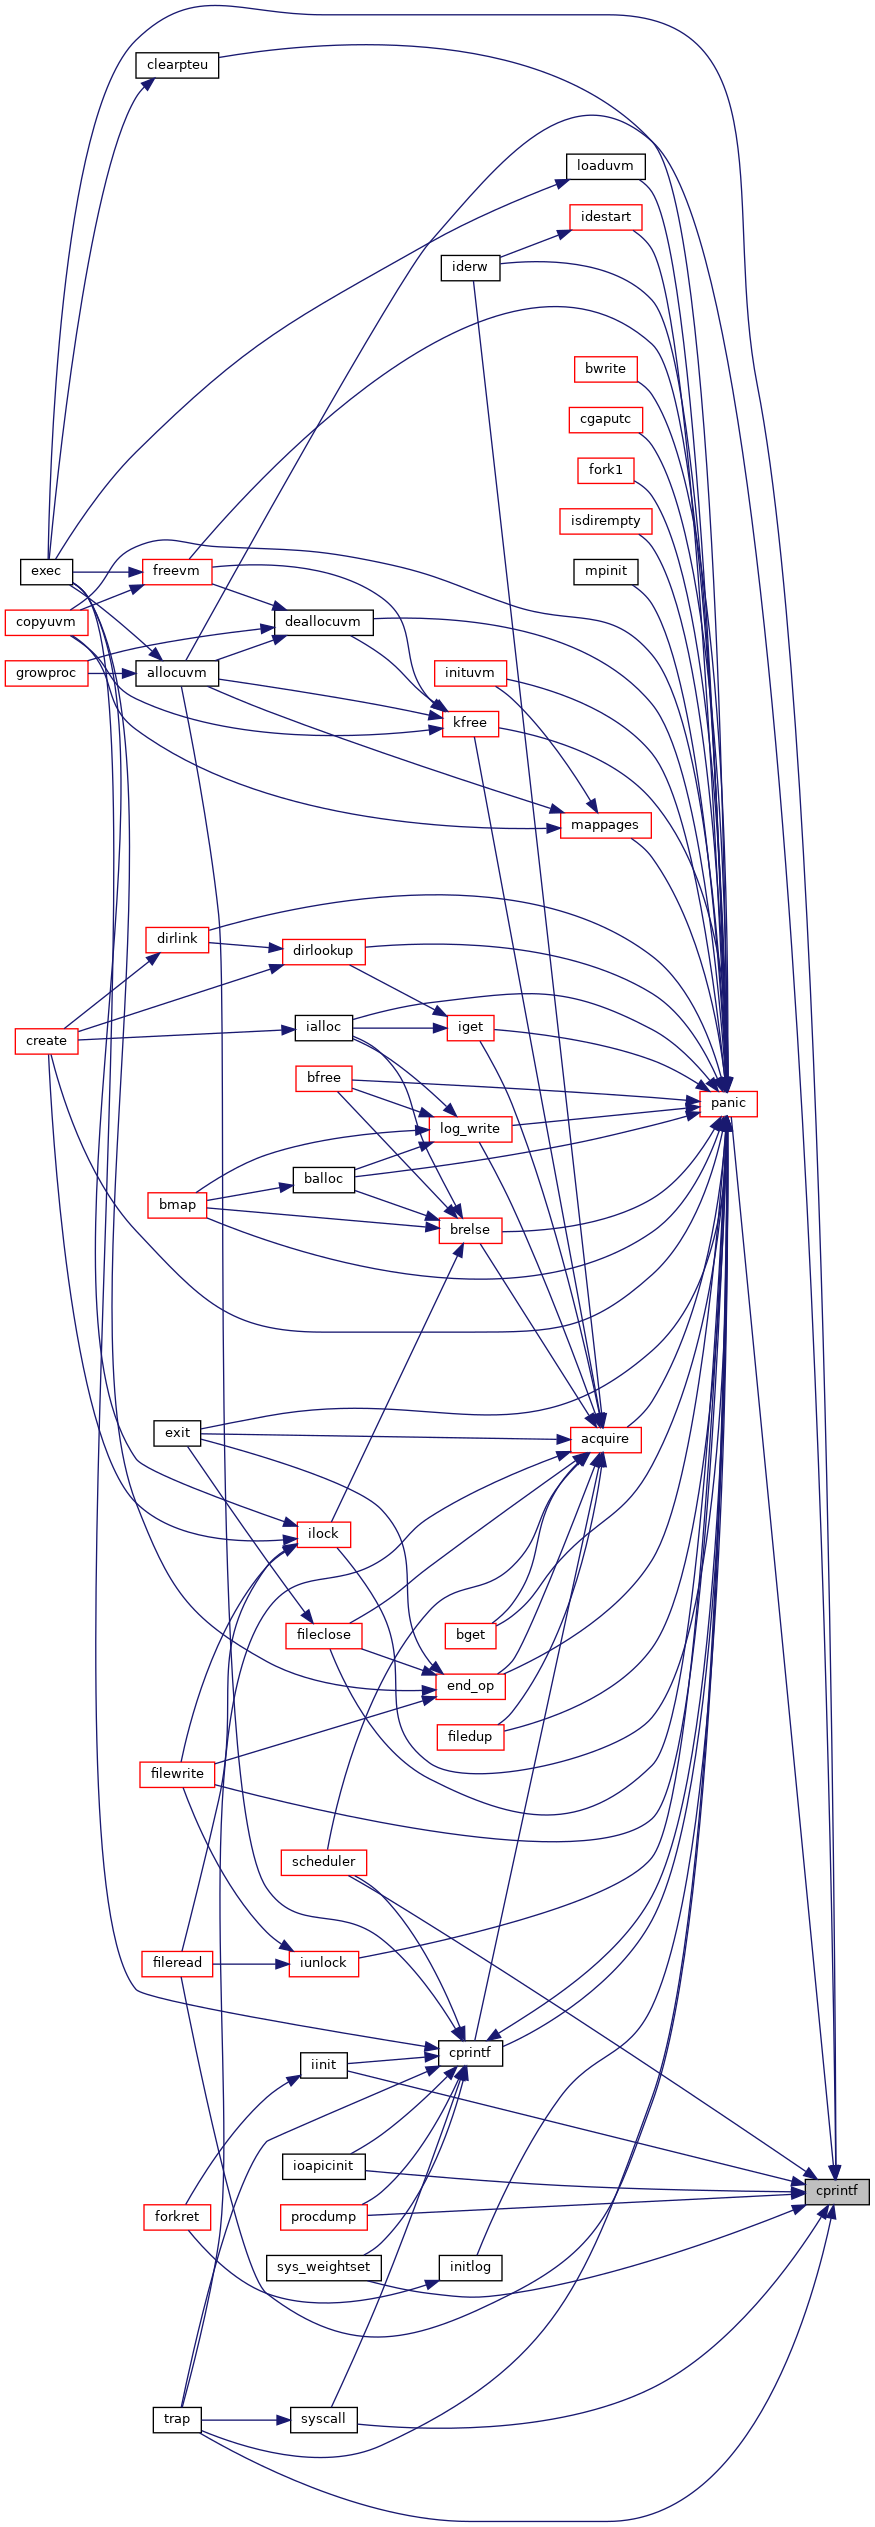 clearpteu
loaduvm
idestart
iderw
bwrite
cgaputc
fork1
isdirempty
exec
freevm
mpinit
copyuvm
deallocuvm
growproc
allocuvm
inituvm
kfree
mappages
dirlink
dirlookup
create
ialloc
iget
bfree
panic
log_write
balloc
bmap
brelse
exit
acquire
ilock
fileclose
bget
end_op
filedup
filewrite
scheduler
fileread
iunlock
cprintf
iinit
ioapicinit
cprintf
forkret
procdump
sys_weightset
initlog
trap
syscall